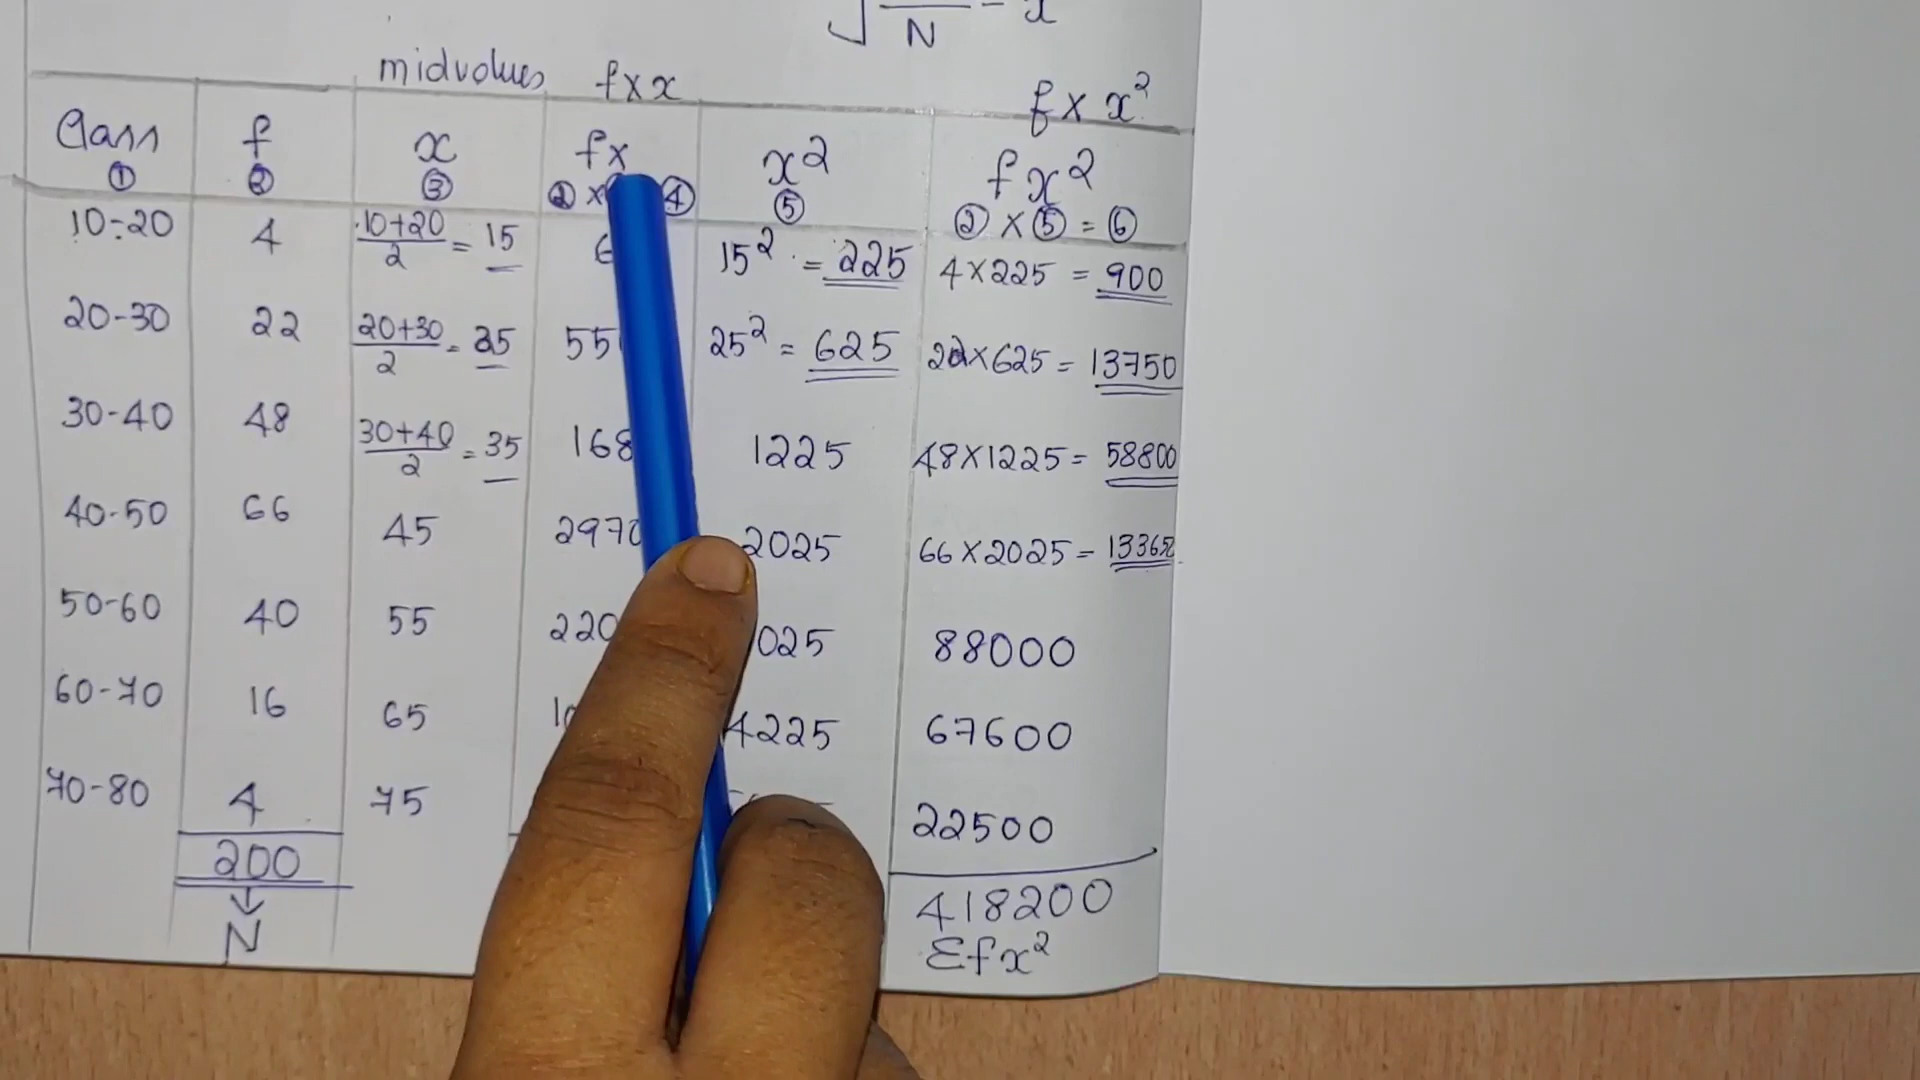 √ N - x
midvalues f×x f × x²
Class f x fx x² fx²
① ② ③ ② × ④ ⑤ ② × ⑤ = ⑥
10-20 4 10+20/2 = 15 15² = 225 4×225 = 900
20-30 22 20+30/2 = 25 25² = 625 22×625 = 13750
30-40 48 30+40/2 = 35 1225 48×1225 = 58800
40-50 66 45 2970 2025 66×2025 = 133650
50-60 40 55 88000
60-70 16 65 4225 67600
70-80 4 75 22500
200 418200
↓
N Σfx²